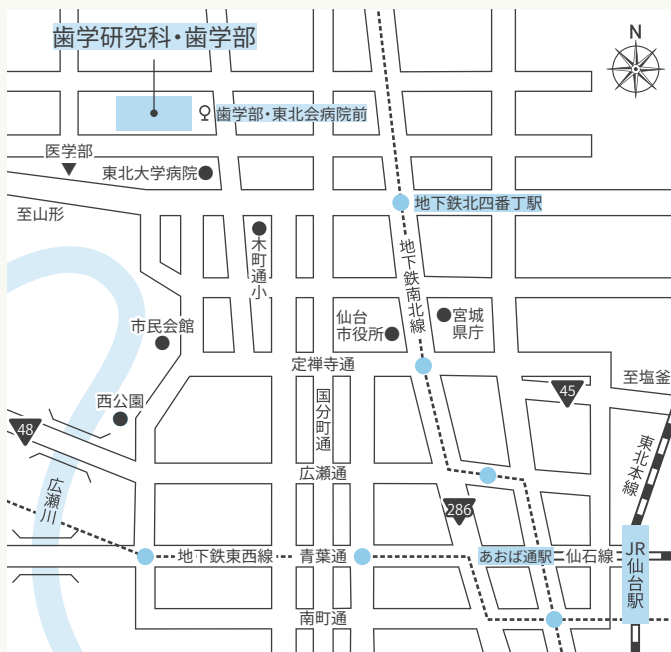 歯学研究科・歯学部
N
歯学部・東北会病院前
医学部
東北大学病院
地下鉄北四番丁駅
至山形
木町通小
地下鉄南北線
仙台
市役所
宮城
県庁
市民会館
定禅寺通
至塩釜
45
西公園
国分町通
48
東北本線
広瀬通
広瀬川
286
地下鉄東西線
青葉通
あおば通駅
仙石線
JR
仙台駅
南町通